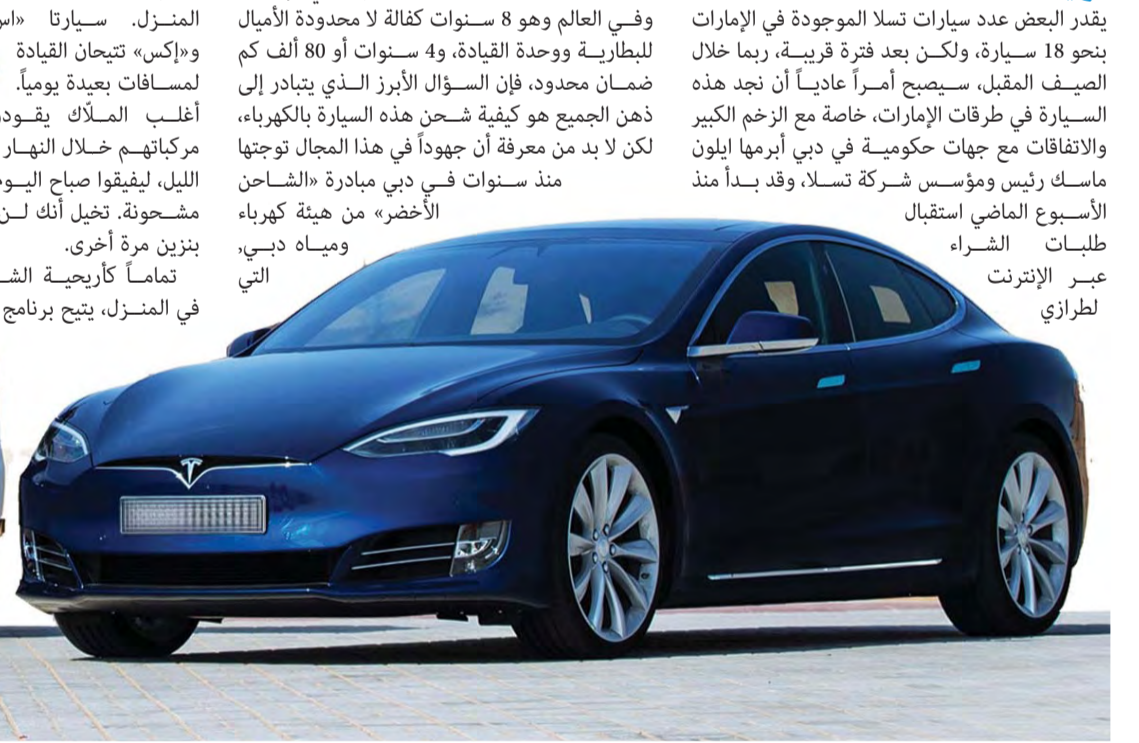 يقدر البعض عدد سيارات تسلا الموجودة في الإمارات
بنحو 18 سيارة، ولكن بعد فترة قريبة، ربما خلال
الصيف المقبل، سيصبح أمراً عادياً أن نجد هذه
السيارة في طرقات الإمارات، خاصة مع الزخم الكبير
والاتفاقات مع جهات حكومية في دبي أبرمها ايلون
ماسك رئيس ومؤسس شركة تسلا، وقد بدأ منذ
الأسبوع الماضي استقبال
طلبات الشراء
عبر الإنترنت
لطرازي
وفي العالم وهو 8 سنوات كفالة لا محدودة الأميال
للبطارية ووحدة القيادة، و4 سنوات أو 80 ألف كم
ضمان محدود، فإن السؤال الأبرز الذي يتبادر إلى
ذهن الجميع هو كيفية شحن هذه السيارة بالكهرباء،
لكن لا بد من معرفة أن جهوداً في هذا المجال توجتها
منذ سنوات في دبي مبادرة «الشاحن
الأخضر» من هيئة كهرباء
ومياه دبي,
التي
المنزل. سيارتا
و«إكس» تتيحان القيادة
لمسافات بعيدة يومياً.
أغلب الملّاك
مركباتهم خلال النهار
الليل، ليفيقوا صباح
مشحونة. تخيل أنك
بنزين مرة أخرى.
تماماً كأريحية
في المنزل، يتيح برنامج